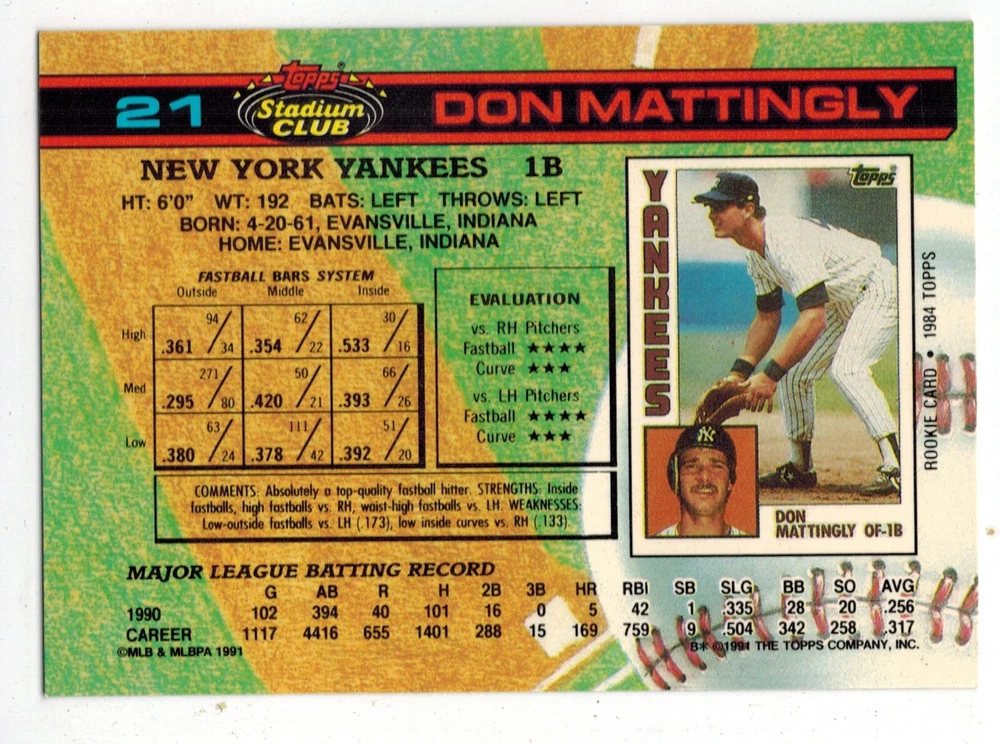 21
Topps
Stadium
CLUB
DON MATTINGLY
NEW YORK YANKEES 1B
HT: 6'0" WT: 192 BATS: LEFT THROWS: LEFT
BORN: 4-20-61, EVANSVILLE, INDIANA
HOME: EVANSVILLE, INDIANA
FASTBALL BARS SYSTEM
Outside Middle Inside
High .361 94/34 .354 62/22 .533 30/16
Med .295 271/80 .420 50/21 .393 66/26
Low .380 63/24 .378 111/42 .392 51/20
EVALUATION
vs. RH Pitchers
Fastball ★★★★
Curve ★★★
vs. LH Pitchers
Fastball ★★★★
Curve ★★★
COMMENTS: Absolutely a top-quality fastball hitter. STRENGTHS: Inside
fastballs, high fastballs vs. RH, waist-high fastballs vs. LH. WEAKNESSES:
Low-outside fastballs vs. LH (.173), low inside curves vs. RH (.133).
Topps
YANKEES
NY
DON
MATTINGLY OF-1B
ROOKIE CARD • 1984 TOPPS
MAJOR LEAGUE BATTING RECORD
G AB R H 2B 3B HR RBI SB SLG BB SO AVG
1990 102 394 40 101 16 0 5 42 1 .335 28 20 .256
CAREER 1117 4416 655 1401 288 15 169 759 9 .504 342 258 .317
©MLB & MLBPA 1991
B* ©1991 THE TOPPS COMPANY, INC.